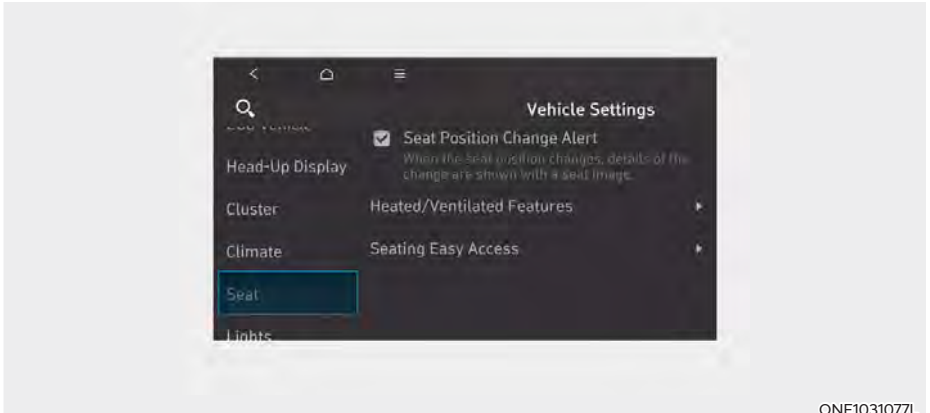 Vehicle Settings
Seat Position Change Alert
When the seat position changes, details of the
change are shown with a seat image.
Head-Up Display
Cluster
Heated/Ventilated Features
Climate
Seating Easy Access
Seat
Lights